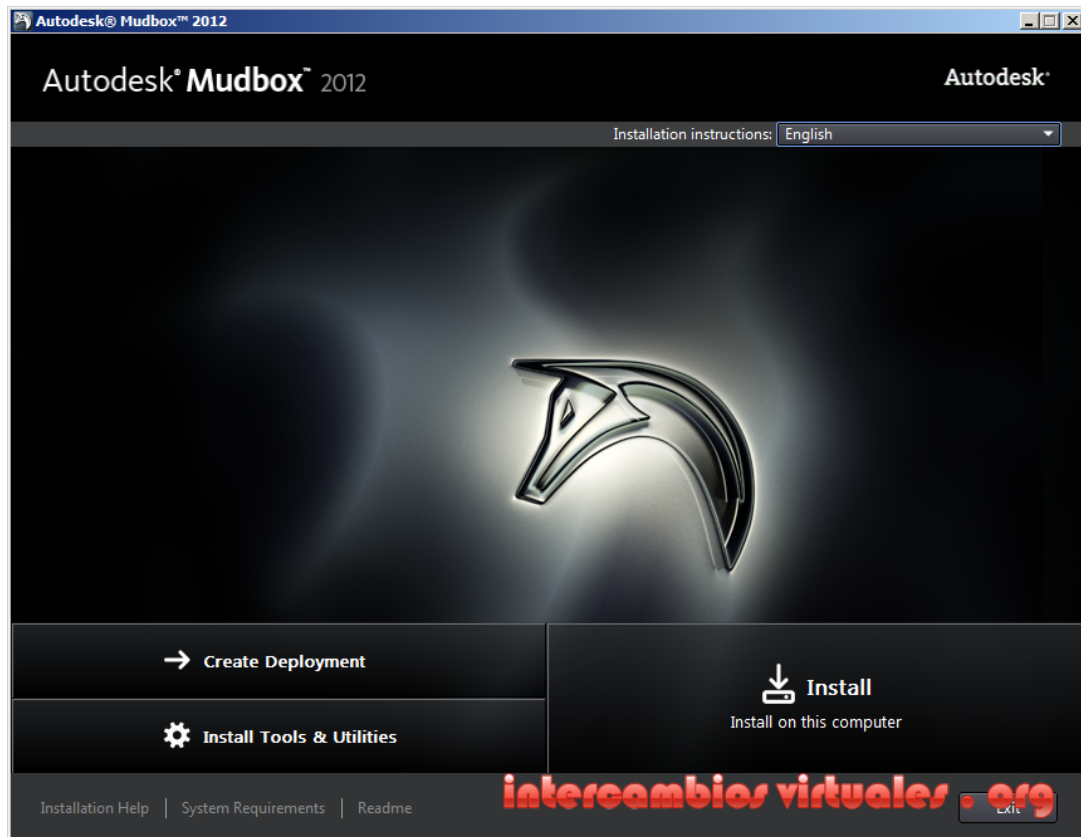 Autodesk® Mudbox™ 2012
Autodesk® Mudbox™ 2012
Autodesk®
Installation instructions: English
Create Deployment
Install Tools & Utilities
Install
Install on this computer
Installation Help | System Requirements | Readme
intercambios virtuales . org
Exit